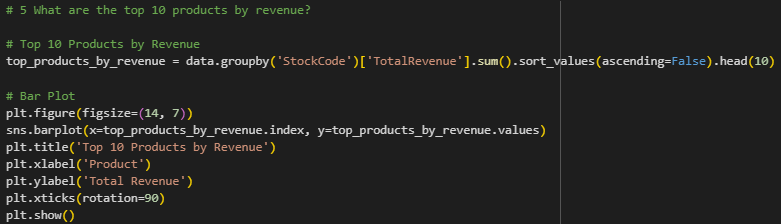 # 5 What are the top 10 products by revenue?
# Top 10 Products by Revenue
top_products_by_revenue = data.groupby('StockCode')['TotalRevenue'].sum().sort_values(ascending=False).head(10)
# Bar Plot
plt.figure(figsize=(14, 7))
sns.barplot(x=top_products_by_revenue.index, y=top_products_by_revenue.values)
plt.title('Top 10 Products by Revenue')
plt.xlabel('Product')
plt.ylabel('Total Revenue')
plt.xticks(rotation=90)
plt.show()